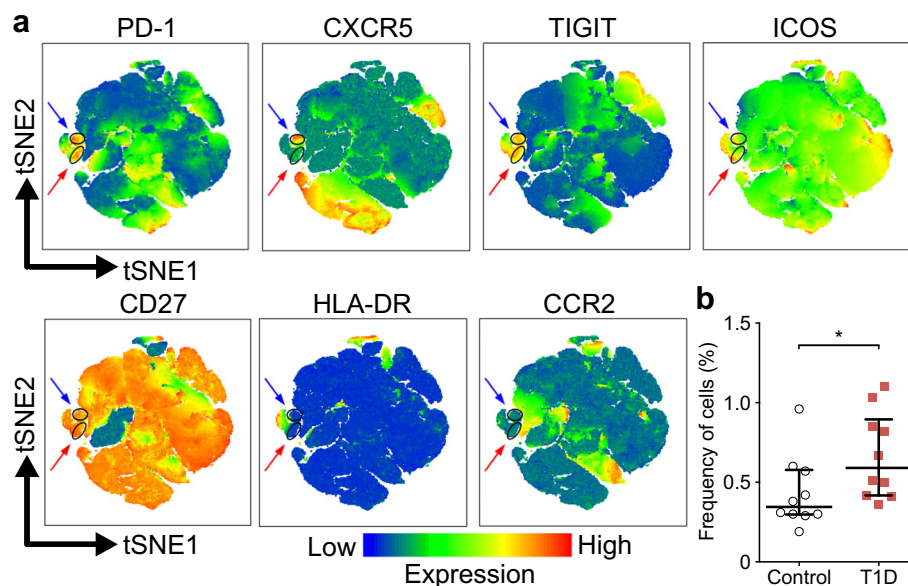 a
PD-1
CXCR5
TIGIT
ICOS
tSNE2
tSNE1
CD27
HLA-DR
CCR2
tSNE2
tSNE1
Low
High
Expression
b
Frequency of cells (%)
1.5
1.0
0.5
0
*
Control
T1D